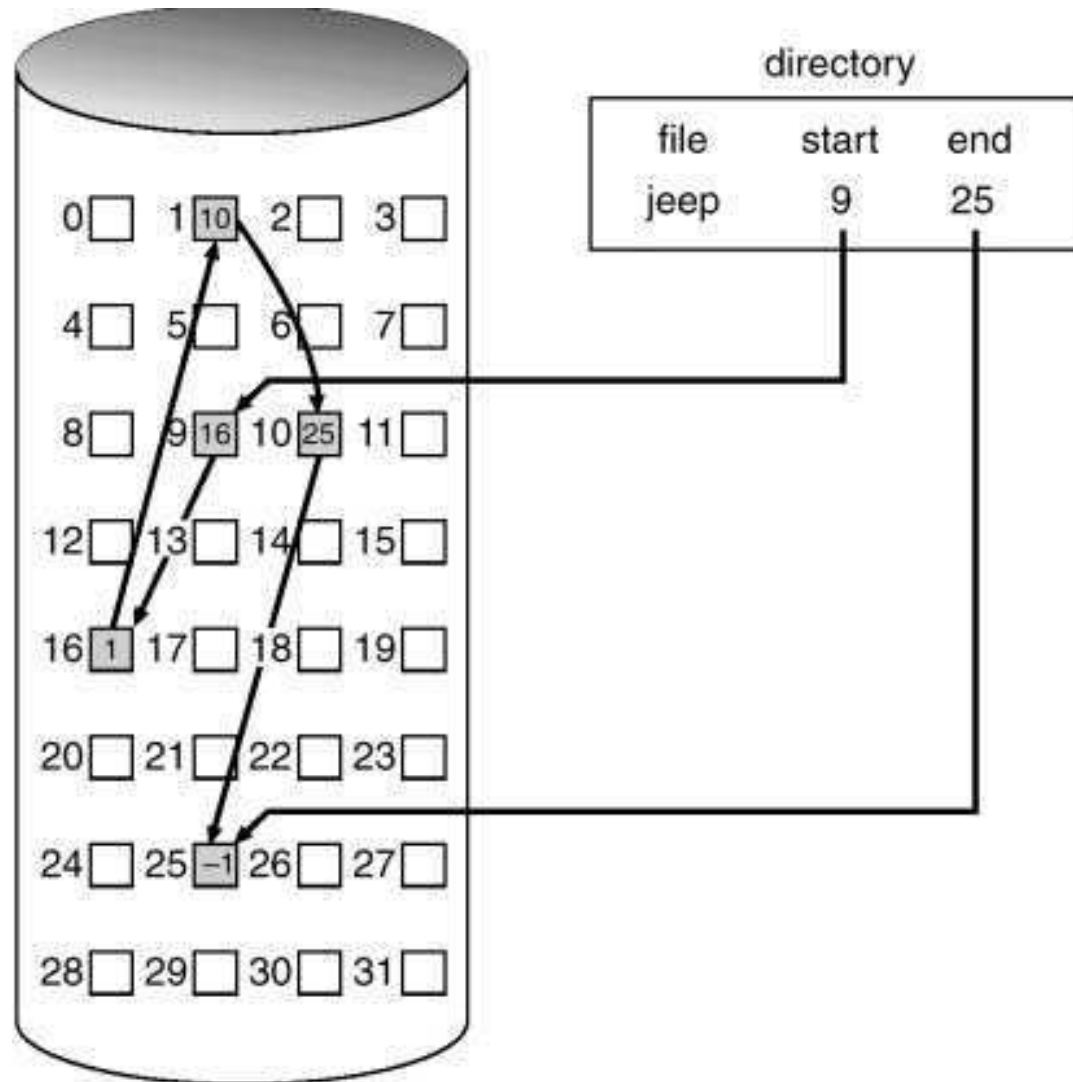 directory
file start end
jeep 9 25
0 1 10 2 3
4 5 6 7
8 9 16 10 25 11
12 13 14 15
16 1 17 18 19
20 21 22 23
24 25 −1 26 27
28 29 30 31